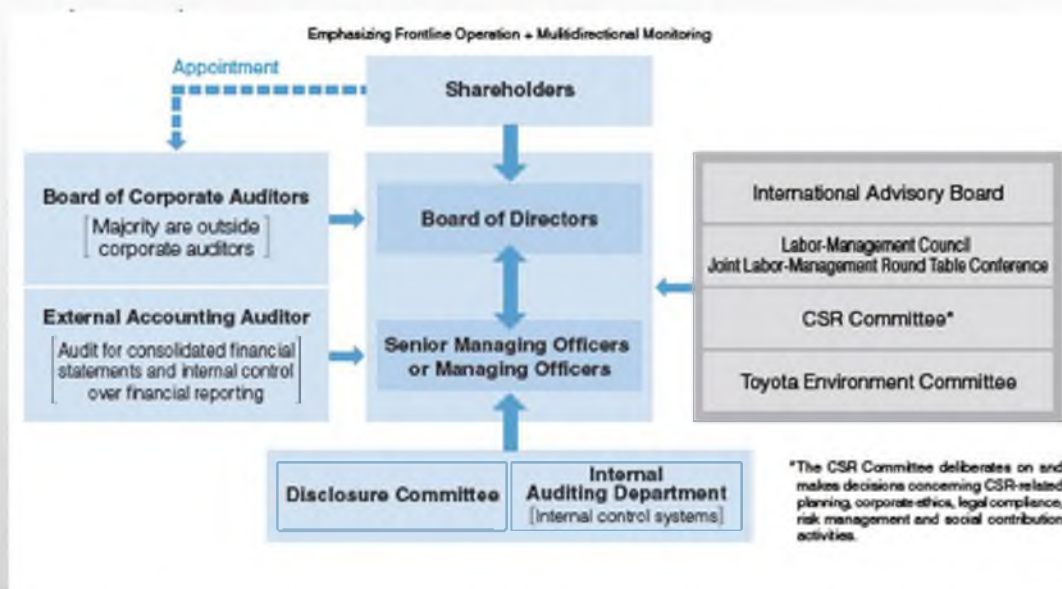 Emphasizing Frontline Operation + Multidirectional Monitoring
Appointment
Shareholders
Board of Corporate Auditors
[Majority are outside
corporate auditors]
Board of Directors
International Advisory Board
Labor-Management Council
Joint Labor-Management Round Table Conference
External Accounting Auditor
[Audit for consolidated financial
statements and internal control
over financial reporting]
Senior Managing Officers
or Managing Officers
CSR Committee*
Toyota Environment Committee
Disclosure Committee
Internal
Auditing Department
[Internal control systems]
*The CSR Committee deliberates on and
makes decisions concerning CSR-related
planning, corporate ethics, legal compliance,
risk management and social contribution
activities.